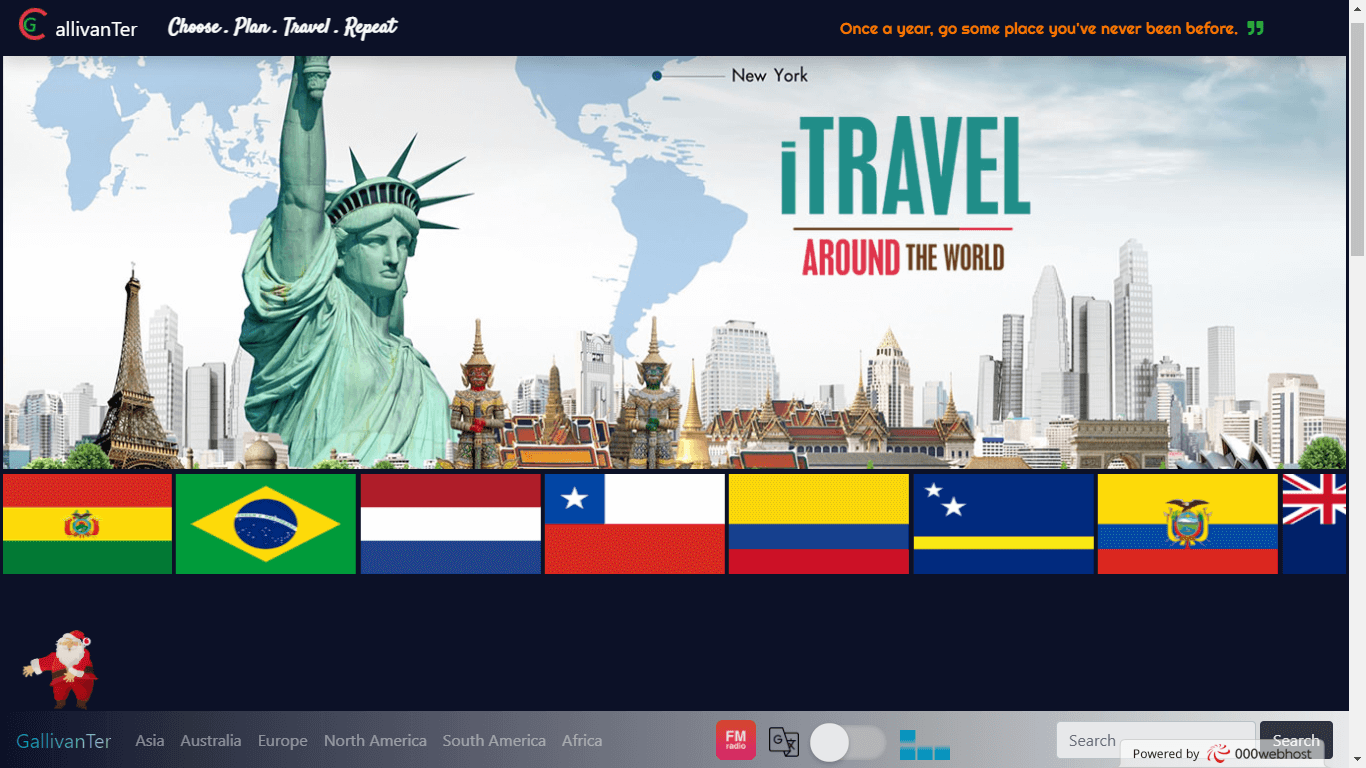 G allivanTer
Choose . Plan . Travel . Repeat
Once a year, go some place you've never been before.
New York
iTRAVEL
AROUND THE WORLD
GallivanTer
Asia
Australia
Europe
North America
South America
Africa
FM
radio
G
Search
Search
Powered by 000webhost